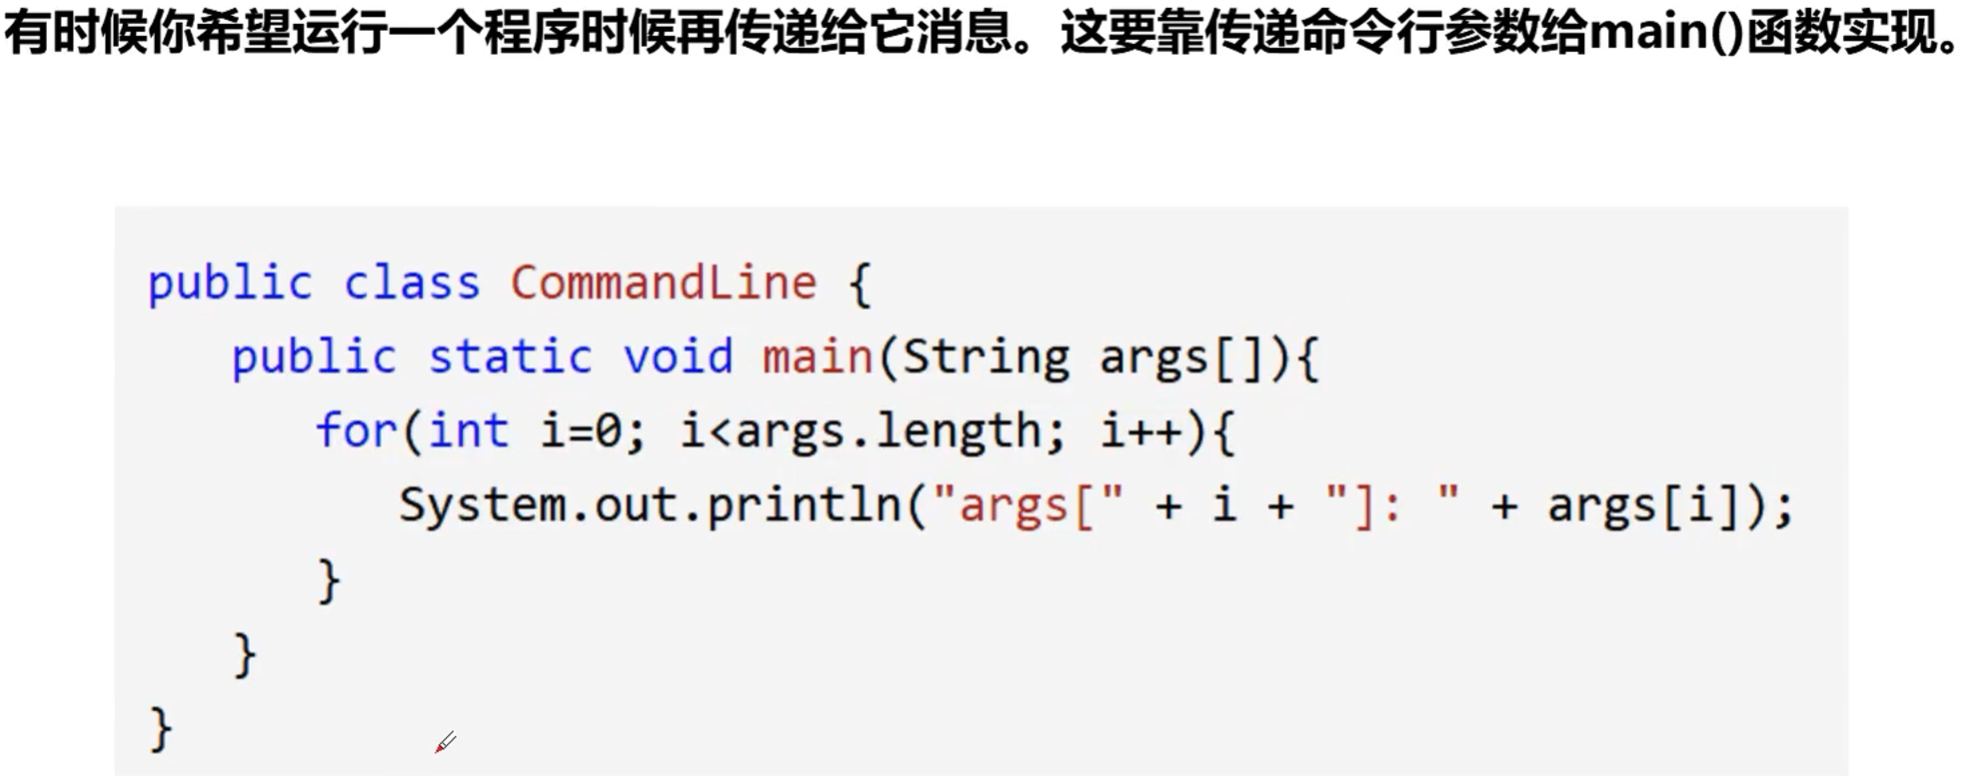 有时候你希望运行一个程序时候再传递给它消息。这要靠传递命令行参数给main()函数实现。
public class CommandLine {
   public static void main(String args[]){
      for(int i=0; i<args.length; i++){
         System.out.println("args[" + i + "]: " + args[i]);
      }
   }
}